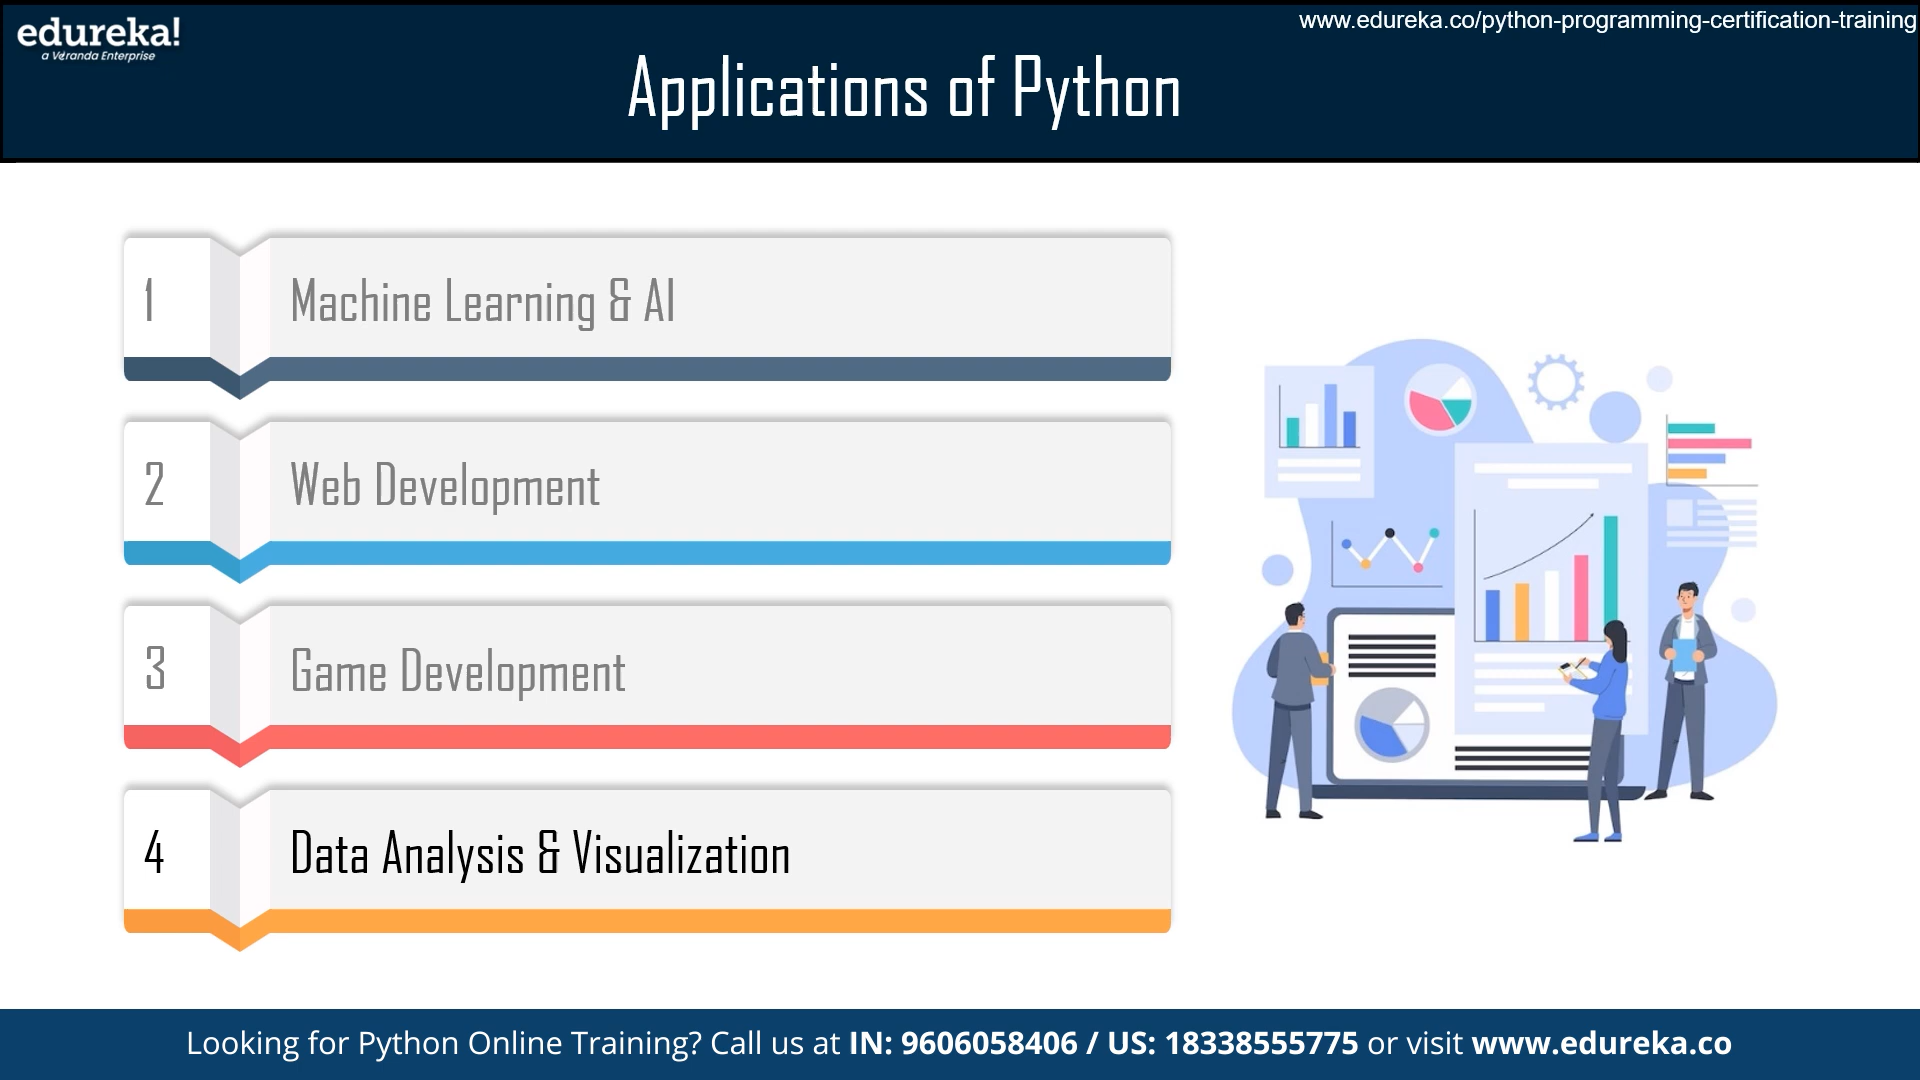 edureka!
a Veranda Enterprise
www.edureka.co/python-programming-certification-training
Applications of Python
1
Machine Learning & AI
2
Web Development
3
Game Development
4
Data Analysis & Visualization
Looking for Python Online Training? Call us at IN: 9606058406 / US: 18338555775 or visit www.edureka.co